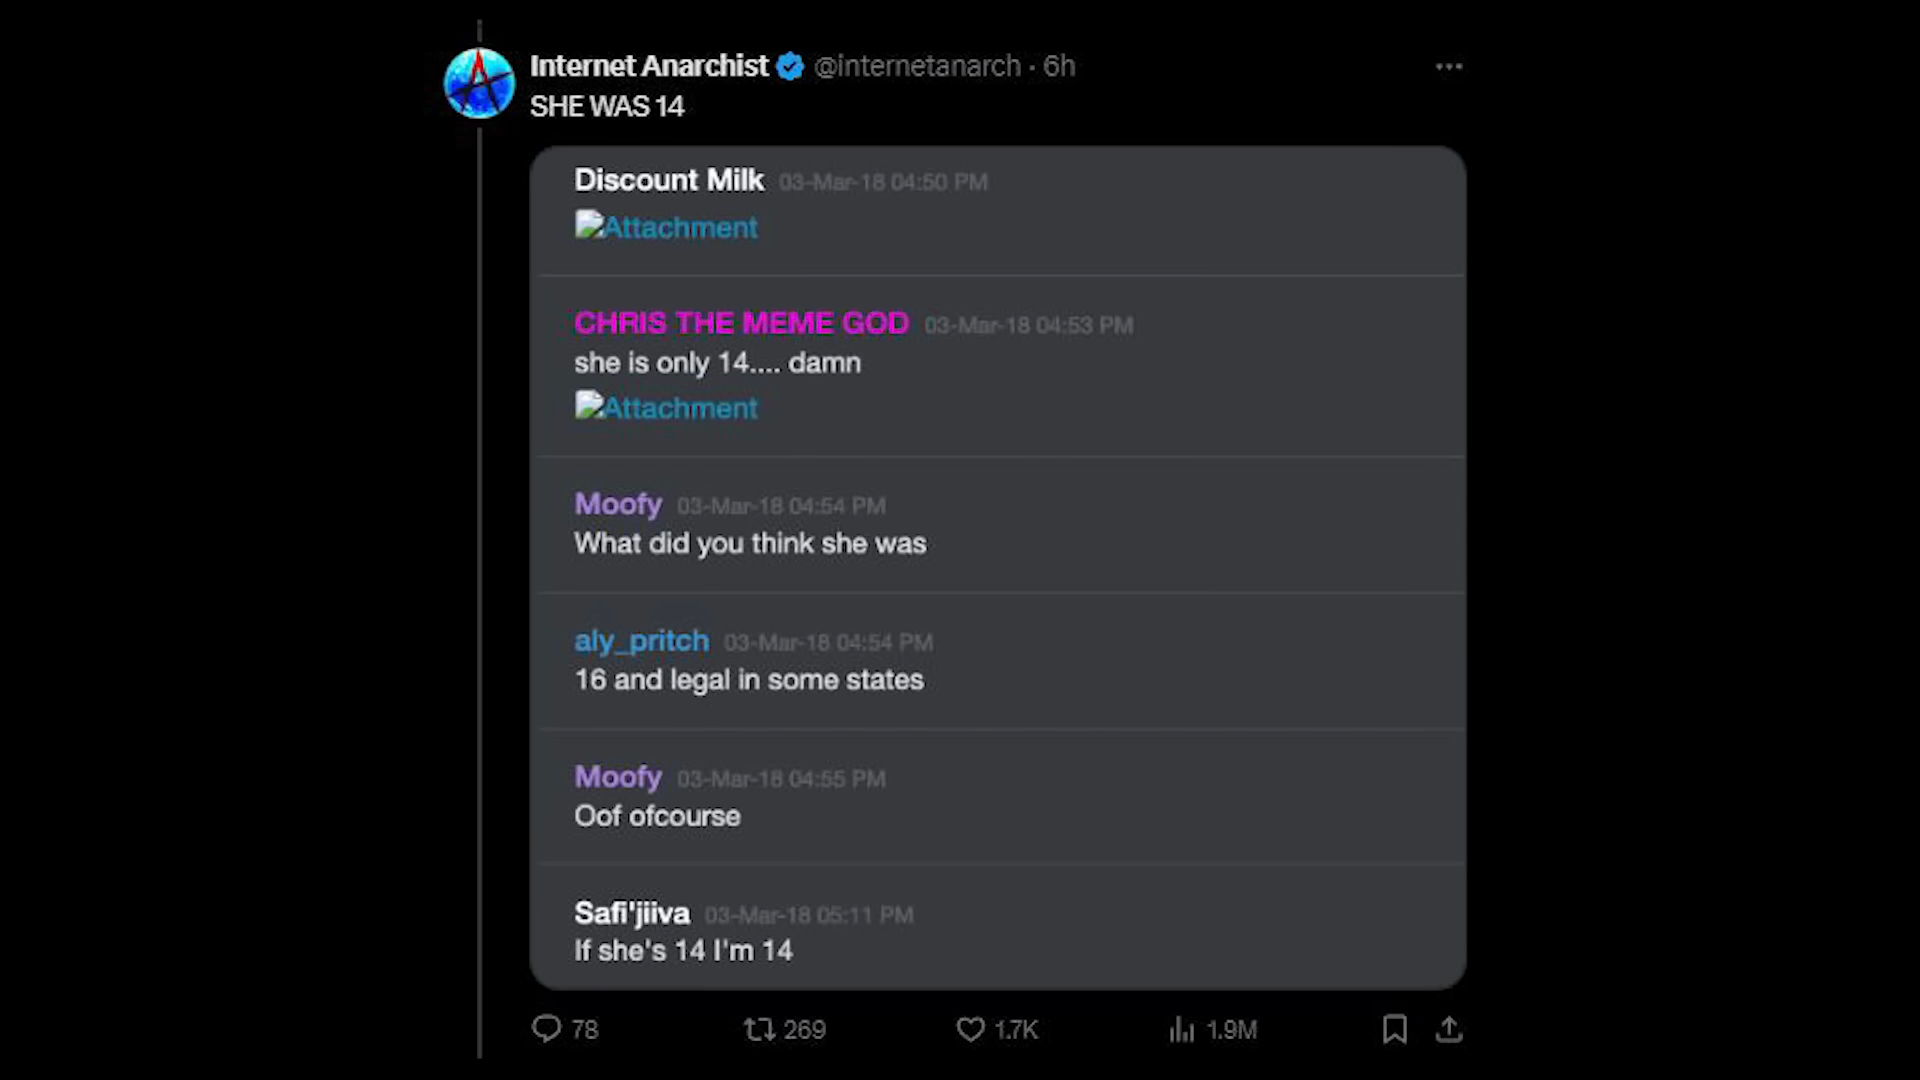 Internet Anarchist @internetanarch · 6h
SHE WAS 14
Discount Milk 03-Mar-18 04:50 PM
Attachment
CHRIS THE MEME GOD 03-Mar-18 04:53 PM
she is only 14.... damn
Attachment
Moofy 03-Mar-18 04:54 PM
What did you think she was
aly_pritch 03-Mar-18 04:54 PM
16 and legal in some states
Moofy 03-Mar-18 04:55 PM
Oof ofcourse
Safi'jiiva 03-Mar-18 05:11 PM
If she's 14 I'm 14
78 269 1.7K 1.9M